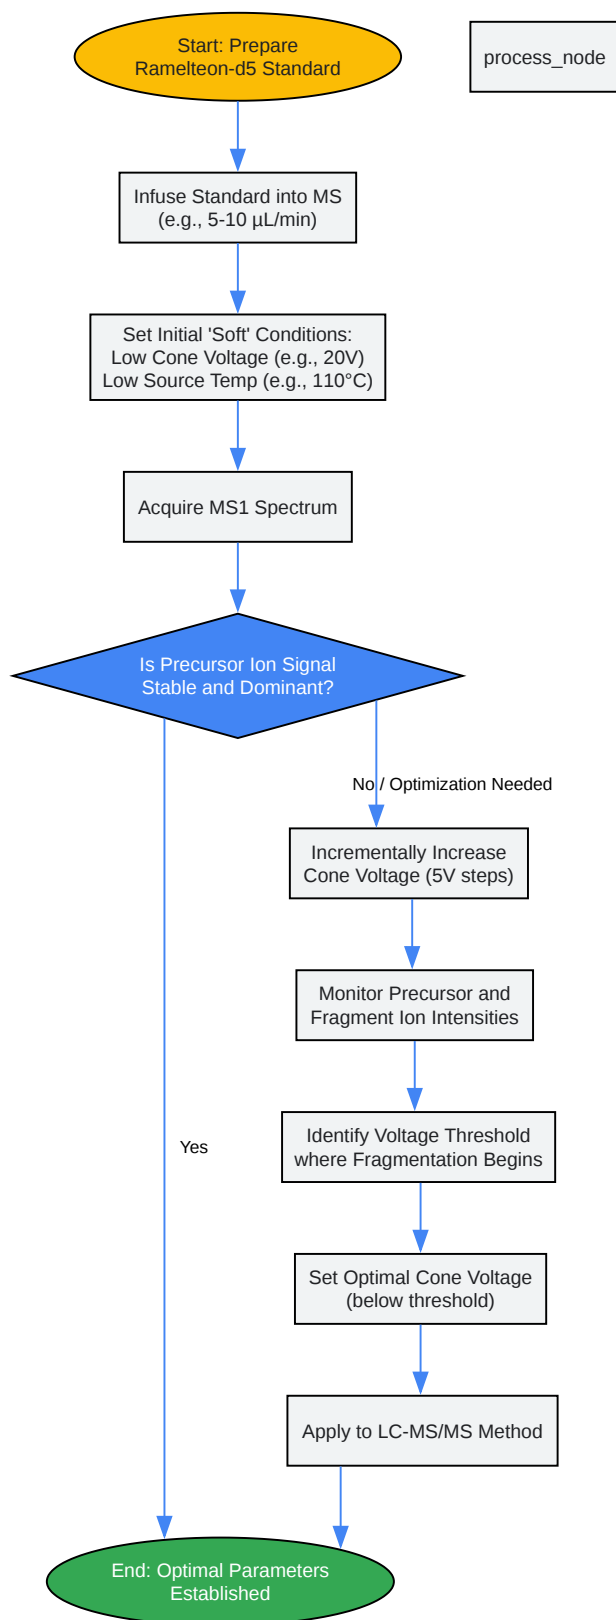 Start: Prepare
Ramelteon-d5 Standard
process_node
Infuse Standard into MS
(e.g., 5-10 µL/min)
Set Initial 'Soft' Conditions:
Low Cone Voltage (e.g., 20V)
Low Source Temp (e.g., 110°C)
Acquire MS1 Spectrum
Is Precursor Ion Signal
Stable and Dominant?
No / Optimization Needed
Incrementally Increase
Cone Voltage (5V steps)
Monitor Precursor and
Fragment Ion Intensities
Identify Voltage Threshold
where Fragmentation Begins
Yes
Set Optimal Cone Voltage
(below threshold)
Apply to LC-MS/MS Method
End: Optimal Parameters
Established